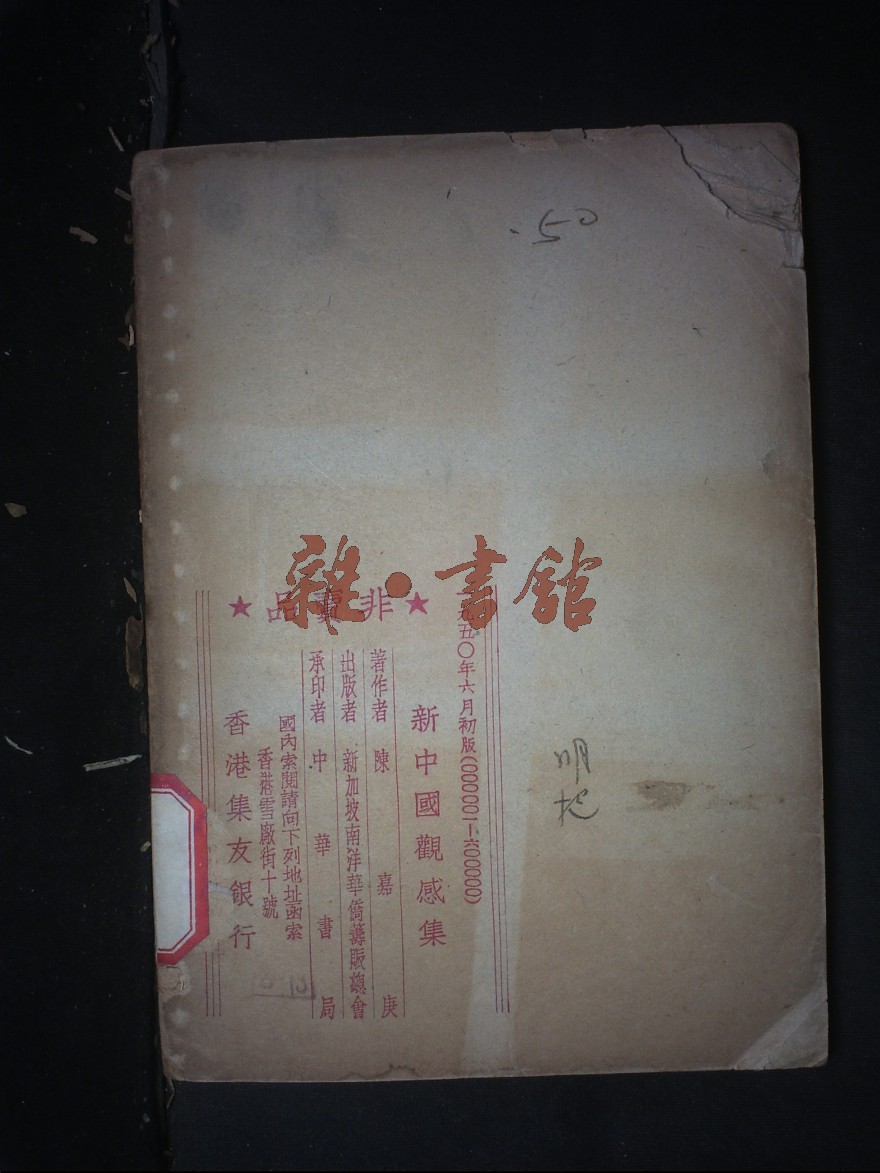 .50
雜·書館
★非賣品★
一九五〇年六月初版(000001—600000)
新中國觀感集
著作者 陳嘉庚
出版者 新加坡南洋華僑籌賑總會
承印者 中華書局
國內索閱請向下列地址函索
香港雪廠街十號
香港集友銀行
明